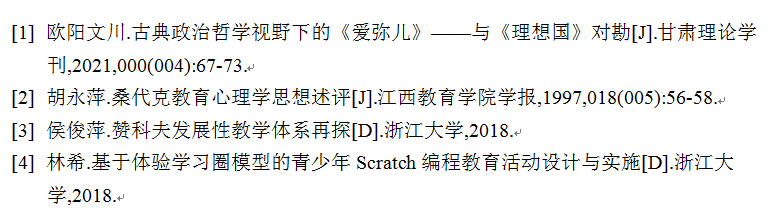 [1] 欧阳文川.古典政治哲学视野下的《爱弥儿》——与《理想国》对勘[J].甘肃理论学
刊,2021,000(004):67-73.
[2] 胡永萍.桑代克教育心理学思想述评[J].江西教育学院学报,1997,018(005):56-58.
[3] 侯俊萍.赞科夫发展性教学体系再探[D].浙江大学,2018.
[4] 林希.基于体验学习圈模型的青少年 Scratch 编程教育活动设计与实施[D].浙江大
学,2018.